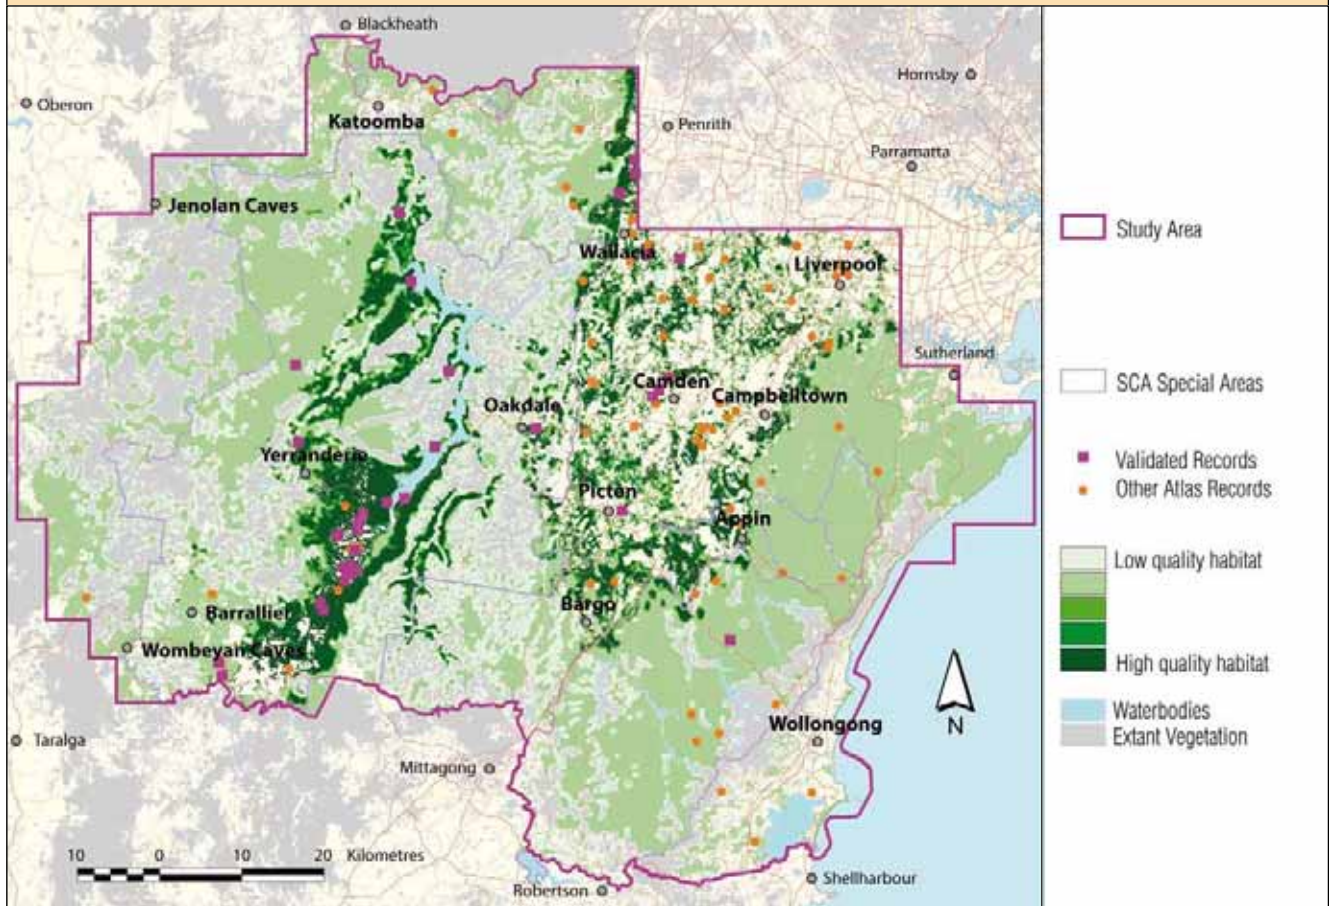 Blackheath
Hornsby
Oberon
Katoomba
Penrith
Parramatta
Jenolan Caves
Wallacia
Liverpool
Sutherland
Camden
Campbelltown
Oakdale
Yerranderie
Picton
Appin
Bargo
Barrallier
Wombeyan Caves
Wollongong
Taralga
Mittagong
10 0 10 20 Kilometres
Robertson
Shellharbour
N
Study Area
SCA Special Areas
Validated Records
Other Atlas Records
Low quality habitat
High quality habitat
Waterbodies
Extant Vegetation